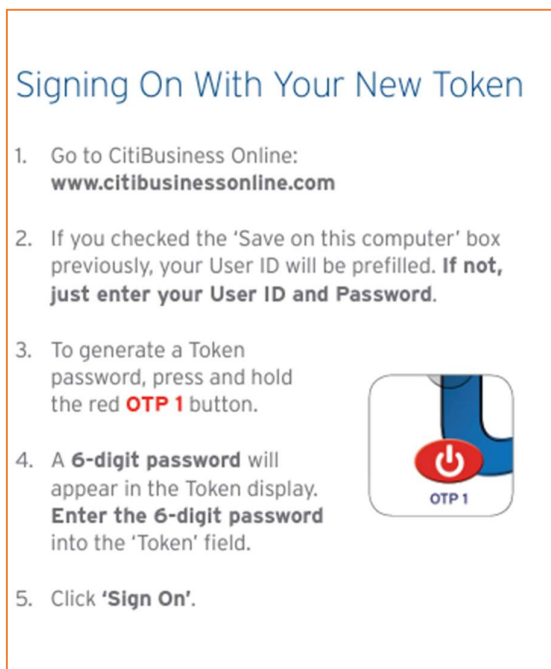 Signing On With Your New Token
1. Go to CitiBusiness Online:
www.citibusinessonline.com
2. If you checked the ‘Save on this computer’ box
previously, your User ID will be prefilled. If not,
just enter your User ID and Password.
3. To generate a Token
password, press and hold
the red OTP 1 button.
4. A 6-digit password will
appear in the Token display.
Enter the 6-digit password
into the ‘Token’ field.
OTP 1
5. Click ‘Sign On’.